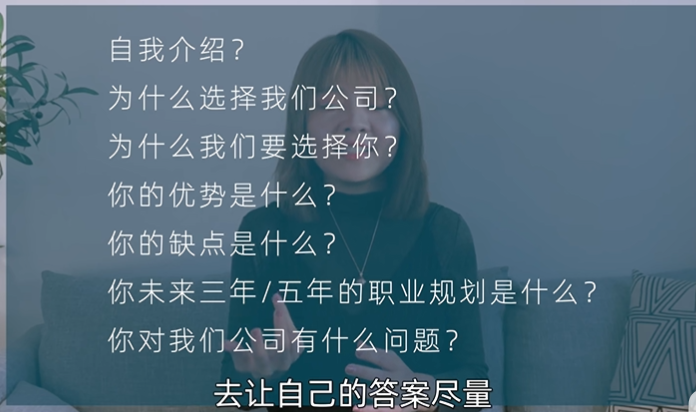 自我介绍？
为什么选择我们公司？
为什么我们要选择你？
你的优势是什么？
你的缺点是什么？
你未来三年/五年的职业规划是什么？
你对我们公司有什么问题？
去让自己的答案尽量